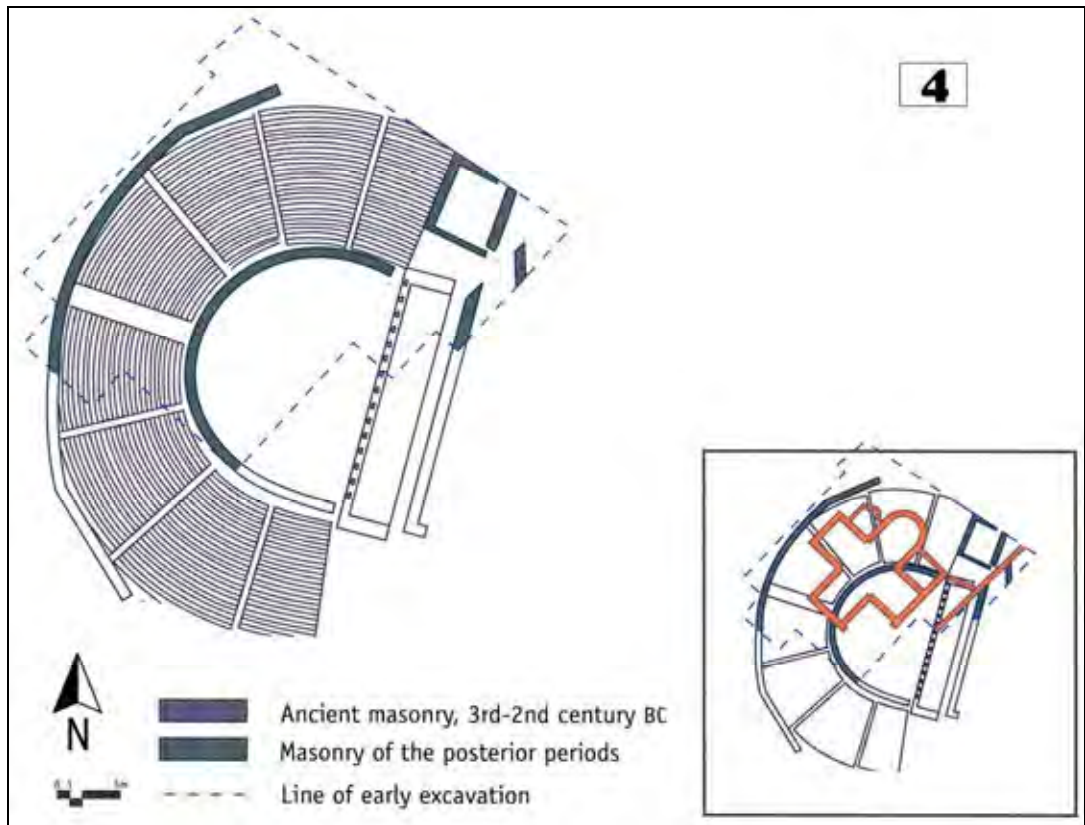 4
N
Ancient masonry, 3rd-2nd century BC
Masonry of the posterior periods
Line of early excavation